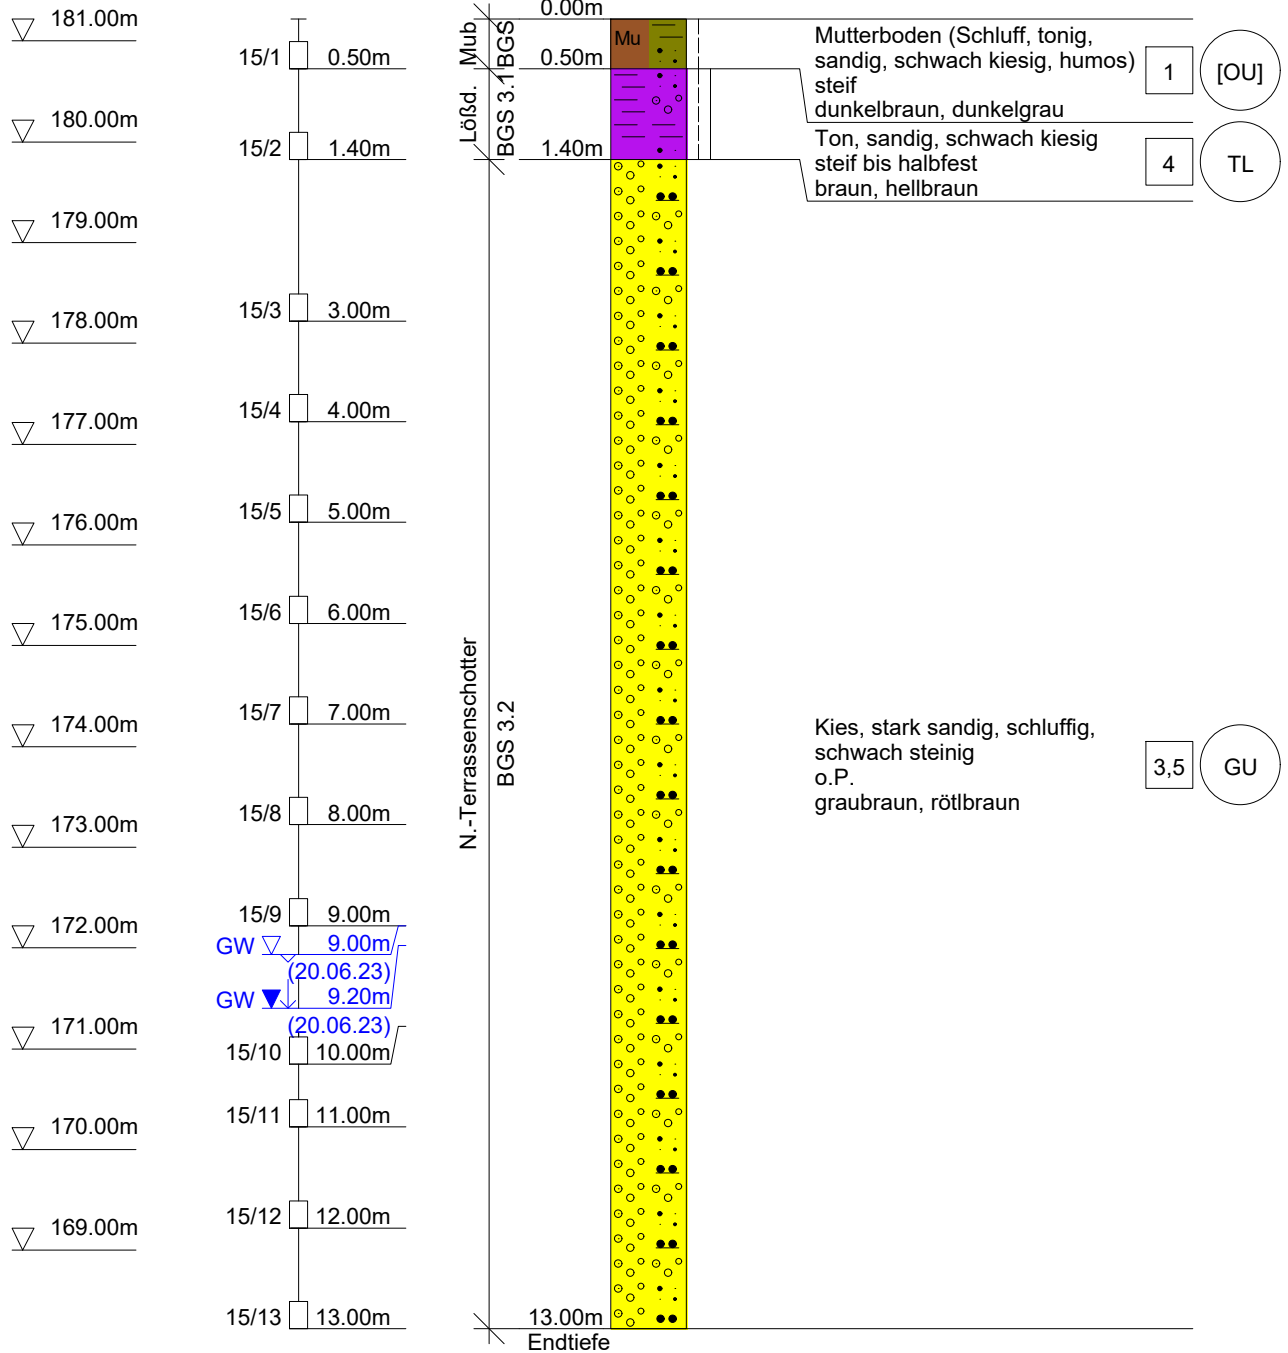 181.00m
180.00m
179.00m
178.00m
177.00m
176.00m
175.00m
174.00m
173.00m
172.00m
171.00m
170.00m
169.00m
15/1 0.50m
15/2 1.40m
15/3 3.00m
15/4 4.00m
15/5 5.00m
15/6 6.00m
15/7 7.00m
15/8 8.00m
15/9 9.00m
GW 9.00m
(20.06.23)
GW 9.20m
(20.06.23)
15/10 10.00m
15/11 11.00m
15/12 12.00m
15/13 13.00m
Mub
BGS
Lößd.
BGS 3.1
N.-Terrassenschotter
BGS 3.2
0.00m
0.50m
1.40m
13.00m
Endtiefe
Mu
Mutterboden (Schluff, tonig,
sandig, schwach kiesig, humos)
steif
dunkelbraun, dunkelgrau
1 [OU]
Ton, sandig, schwach kiesig
steif bis halbfest
braun, hellbraun
4 TL
Kies, stark sandig, schluffig,
schwach steinig
o.P.
graubraun, rötlbraun
3,5 GU